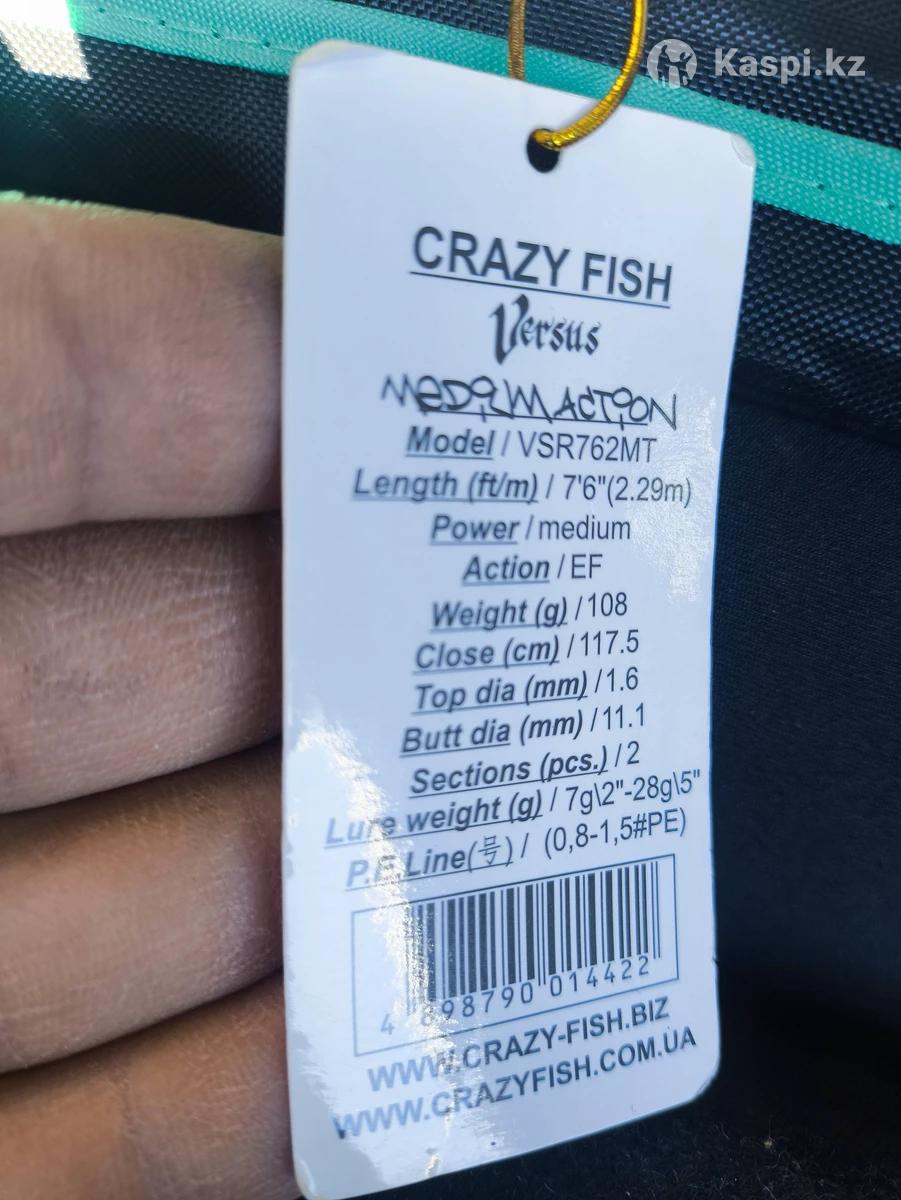 Kaspi.kz
CRAZY FISH
Versus
MEDIUM ACTION
Model / VSR762MT
Length (ft/m) / 7'6"(2.29m)
Power / medium
Action / EF
Weight (g) / 108
Close (cm) / 117.5
Top dia (mm) / 1.6
Butt dia (mm) / 11.1
Sections (pcs.) / 2
Lure weight (g) / 7g\2"-28g\5"
P.E.Line(号) / (0,8-1,5#PE)
4 898790 014422
WWW.CRAZY-FISH.BIZ
WWW.CRAZYFISH.COM.UA